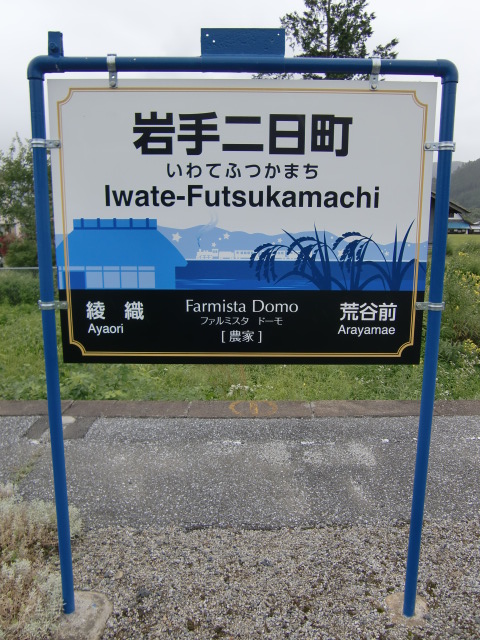 岩手二日町
いわてふつかまち
Iwate-Futsukamachi
綾織
Ayaori
Farmista Domo
ファルミスタ ドーモ
[農家]
荒谷前
Arayamae